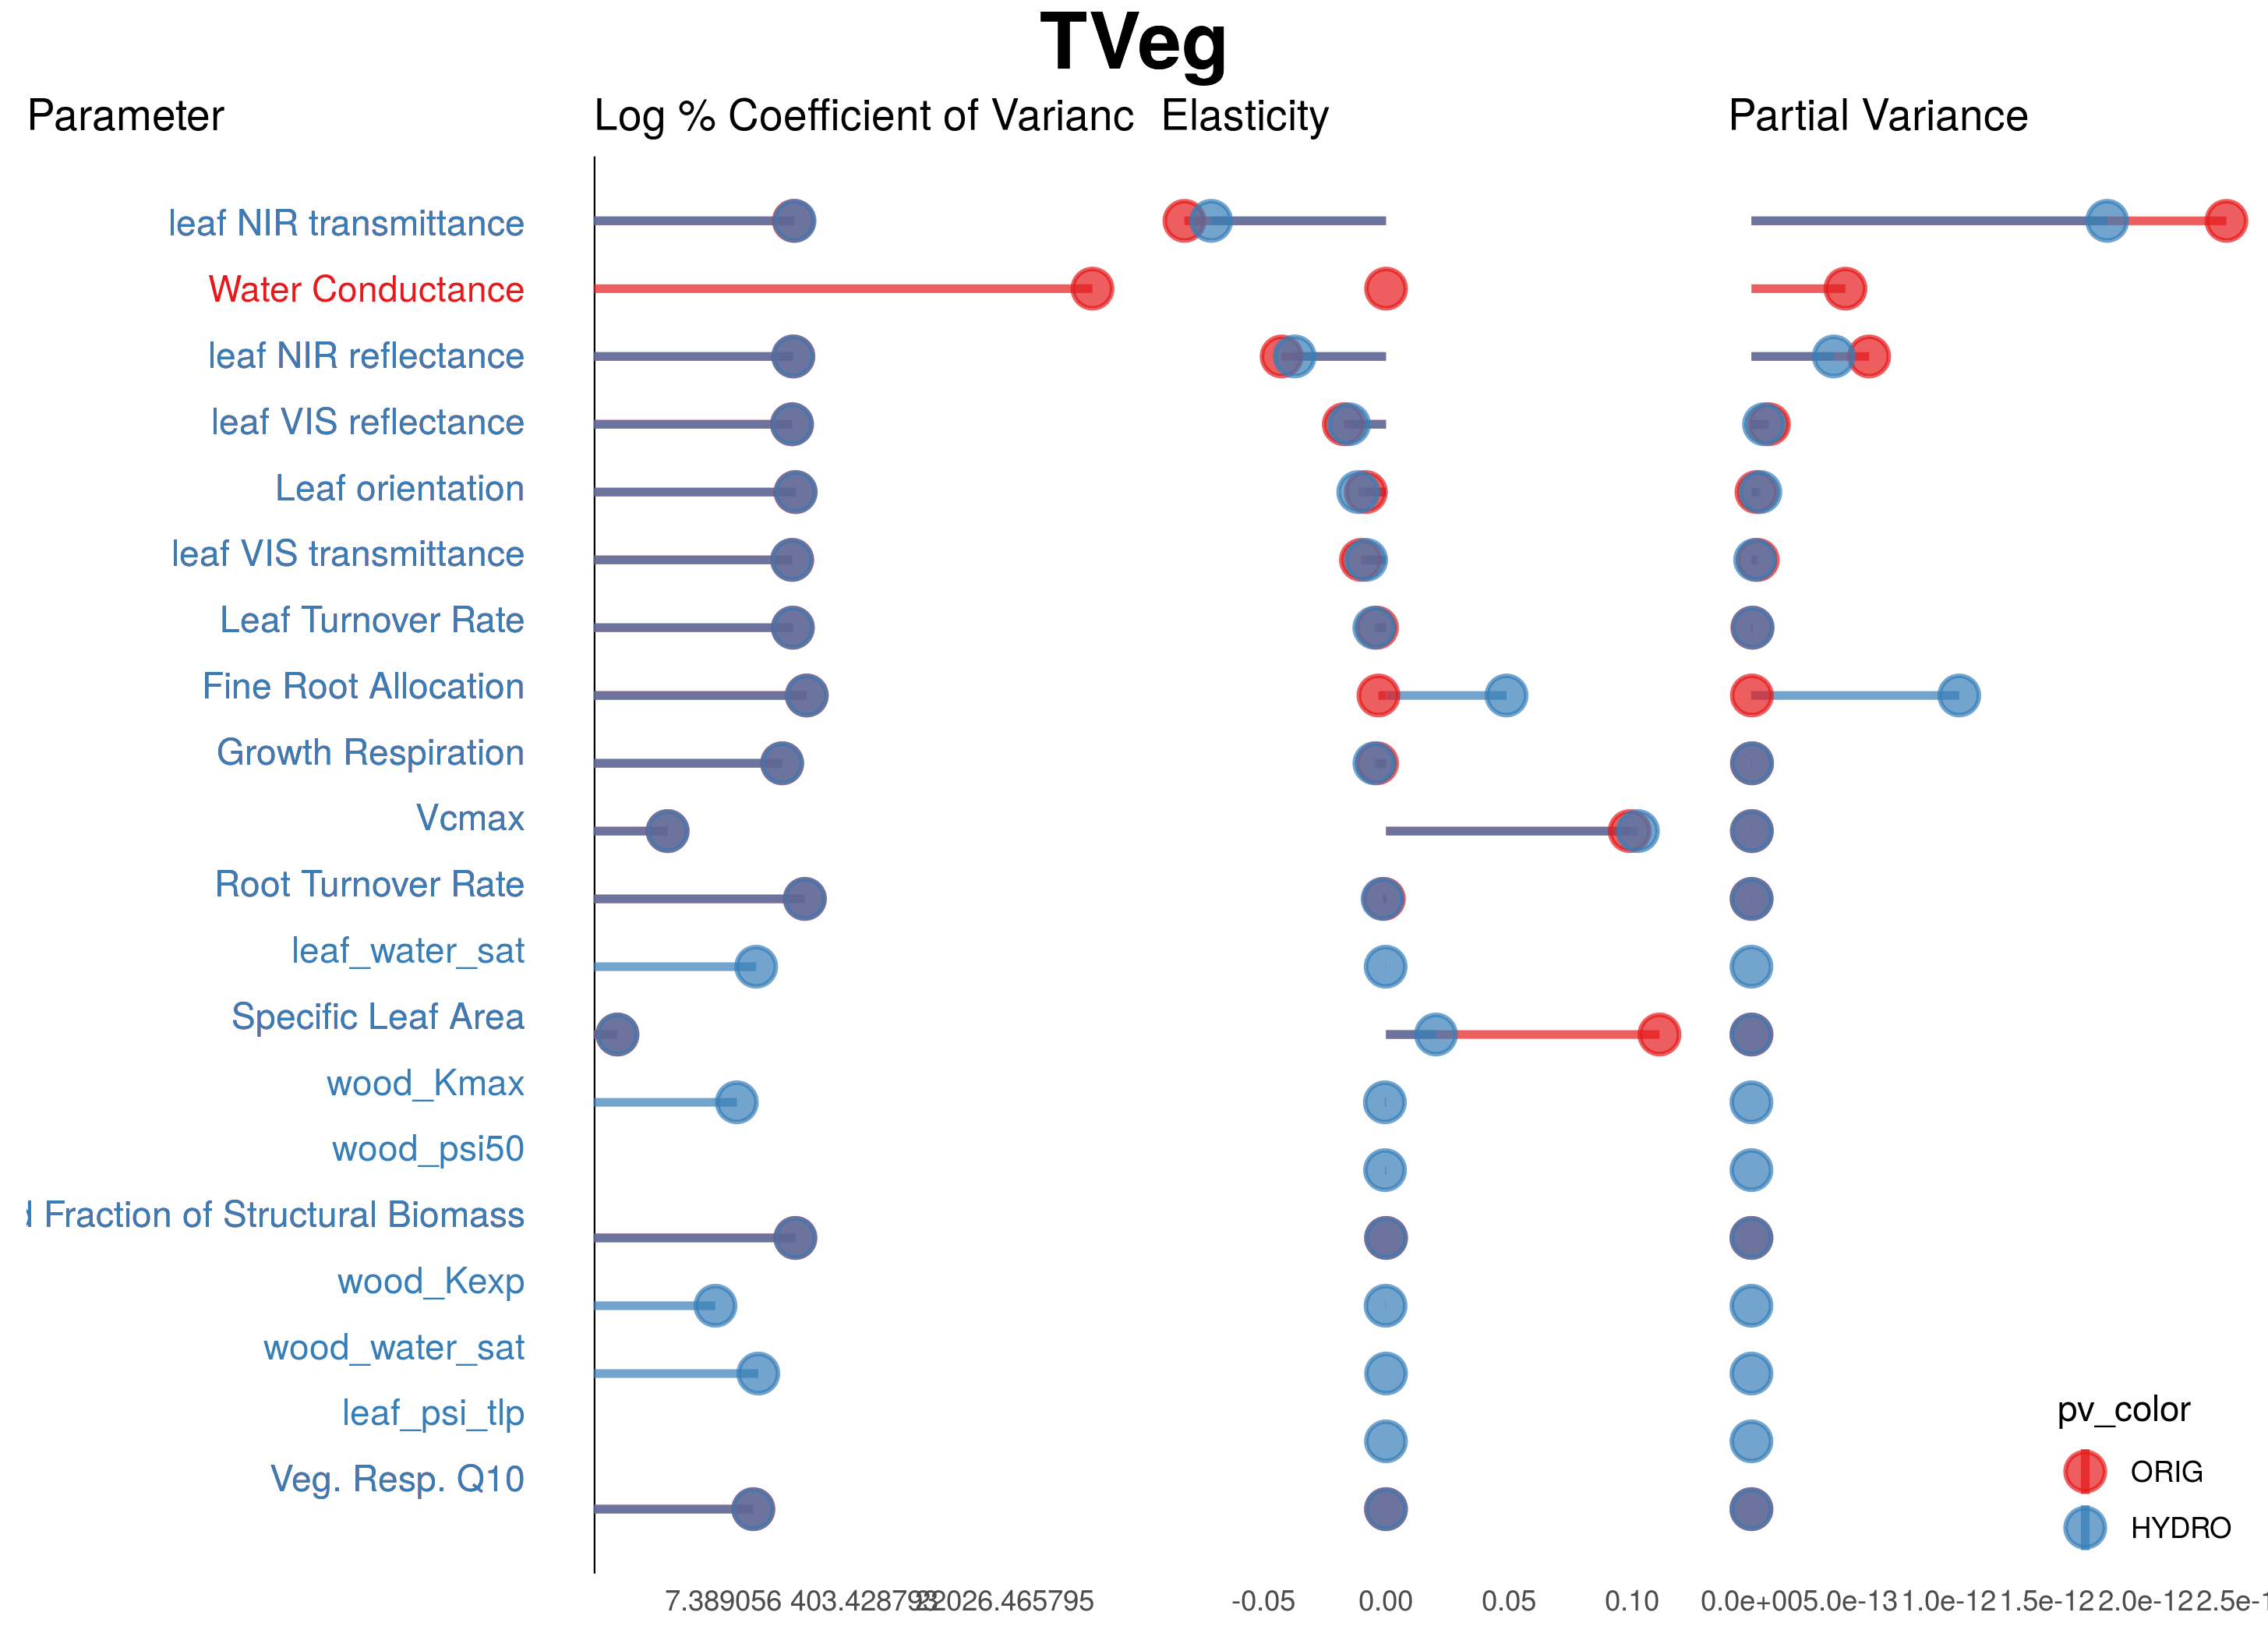 TVeg
Parameter
Log % Coefficient of Varianc
Elasticity
Partial Variance
leaf NIR transmittance
Water Conductance
leaf NIR reflectance
leaf VIS reflectance
Leaf orientation
leaf VIS transmittance
Leaf Turnover Rate
Fine Root Allocation
Growth Respiration
Vcmax
Root Turnover Rate
leaf_water_sat
Specific Leaf Area
wood_Kmax
wood_psi50
Fraction of Structural Biomass
wood_Kexp
wood_water_sat
leaf_psi_tlp
Veg. Resp. Q10
pv_color
ORIG
HYDRO
7.389056 403.428793 22026.465795
-0.05 0.00 0.05 0.10
0.0e+00 5.0e-13 1.0e-12 1.5e-12 2.0e-12 2.5e-1